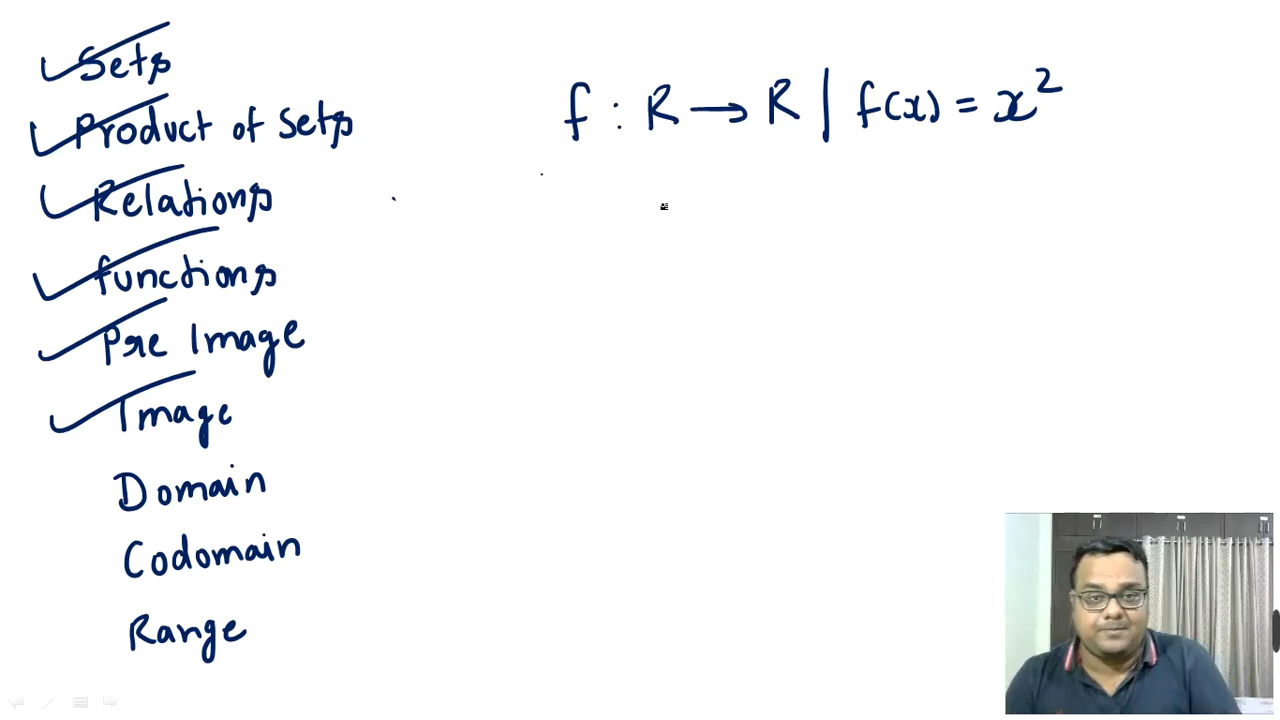 Sets
Product of Sets
Relations
functions
Pre Image
Image
Domain
Codomain
Range
f : R → R | f(x) = x²